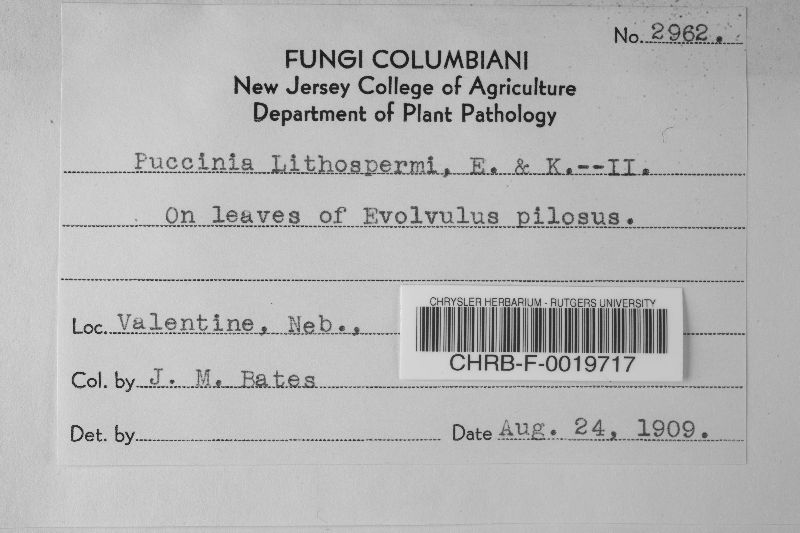 No. 2962.
FUNGI COLUMBIANI
New Jersey College of Agriculture
Department of Plant Pathology
Puccinia Lithospermi, E. & K.--II.
On leaves of Evolvulus pilosus.
Loc. Valentine, Neb.,
CHRYSLER HERBARIUM - RUTGERS UNIVERSITY
CHRB-F-0019717
Col. by J. M. Bates
Det. by
Date Aug. 24, 1909.